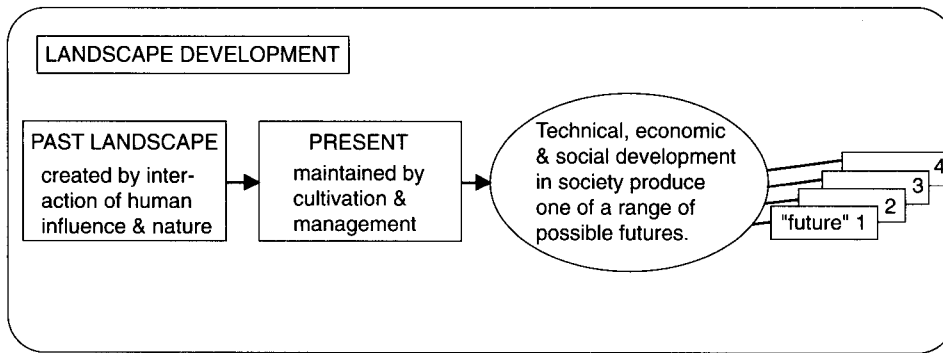 LANDSCAPE DEVELOPMENT
PAST LANDSCAPE
created by inter-
action of human
influence & nature
PRESENT
maintained by
cultivation &
management
Technical, economic
& social development
in society produce
one of a range of
possible futures.
4
3
2
"future" 1